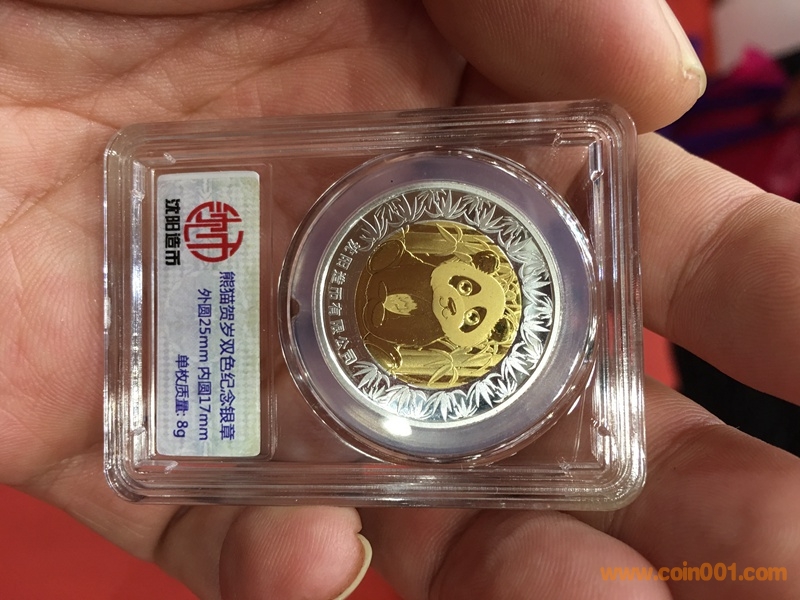 沈币
沈阳造币
熊猫贺岁双色纪念银章
外圆25mm 内圆17mm
单枚质量: 8g
沈阳造币有限公司
www.coin001.com